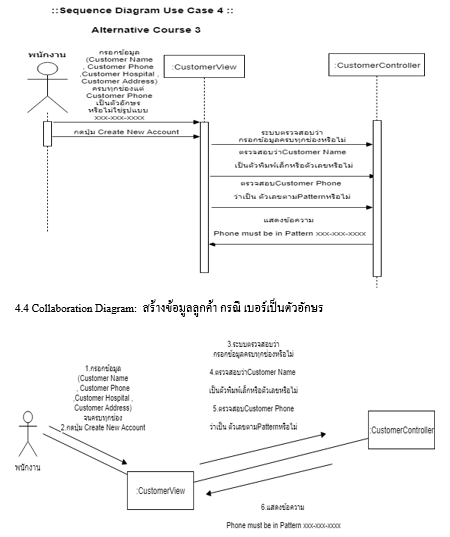 ::Sequence Diagram Use Case 4 ::
Alternative Course 3
พนักงาน
กรอกข้อมูล
(Customer Name
, Customer Phone
,Customer Hospital ,
Customer Address)
ครบทุกช่องแต่
Customer Phone
เป็นตัวอักษร
หรือไม่ใช่รูปแบบ
xxx-xxx-xxxx
กดปุ่ม Create New Account
:CustomerView
:CustomerController
ระบบตรวจสอบว่า
กรอกข้อมูลครบทุกช่องหรือไม่
ตรวจสอบว่าCustomer Name
เป็นตัวพิมพ์เล็กหรือตัวเลขหรือไม่
ตรวจสอบCustomer Phone
ว่าเป็น ตัวเลขตามPatternหรือไม่
แสดงข้อความ
Phone must be in Pattern xxx-xxx-xxxx
4.4 Collaboration Diagram: สร้างข้อมูลลูกค้า กรณี เบอร์เป็นตัวอักษร
1.กรอกข้อมูล
(Customer Name
, Customer Phone
,Customer Hospital ,
Customer Address)
จนครบทุกช่อง
2.กดปุ่ม Create New Account
พนักงาน
:CustomerView
3.ระบบตรวจสอบว่า
กรอกข้อมูลครบทุกช่องหรือไม่
4.ตรวจสอบว่าCustomer Name
เป็นตัวพิมพ์เล็กหรือตัวเลขหรือไม่
5.ตรวจสอบCustomer Phone
ว่าเป็น ตัวเลขตามPatternหรือไม่
:CustomerController
6.แสดงข้อความ
Phone must be in Pattern xxx-xxx-xxxx